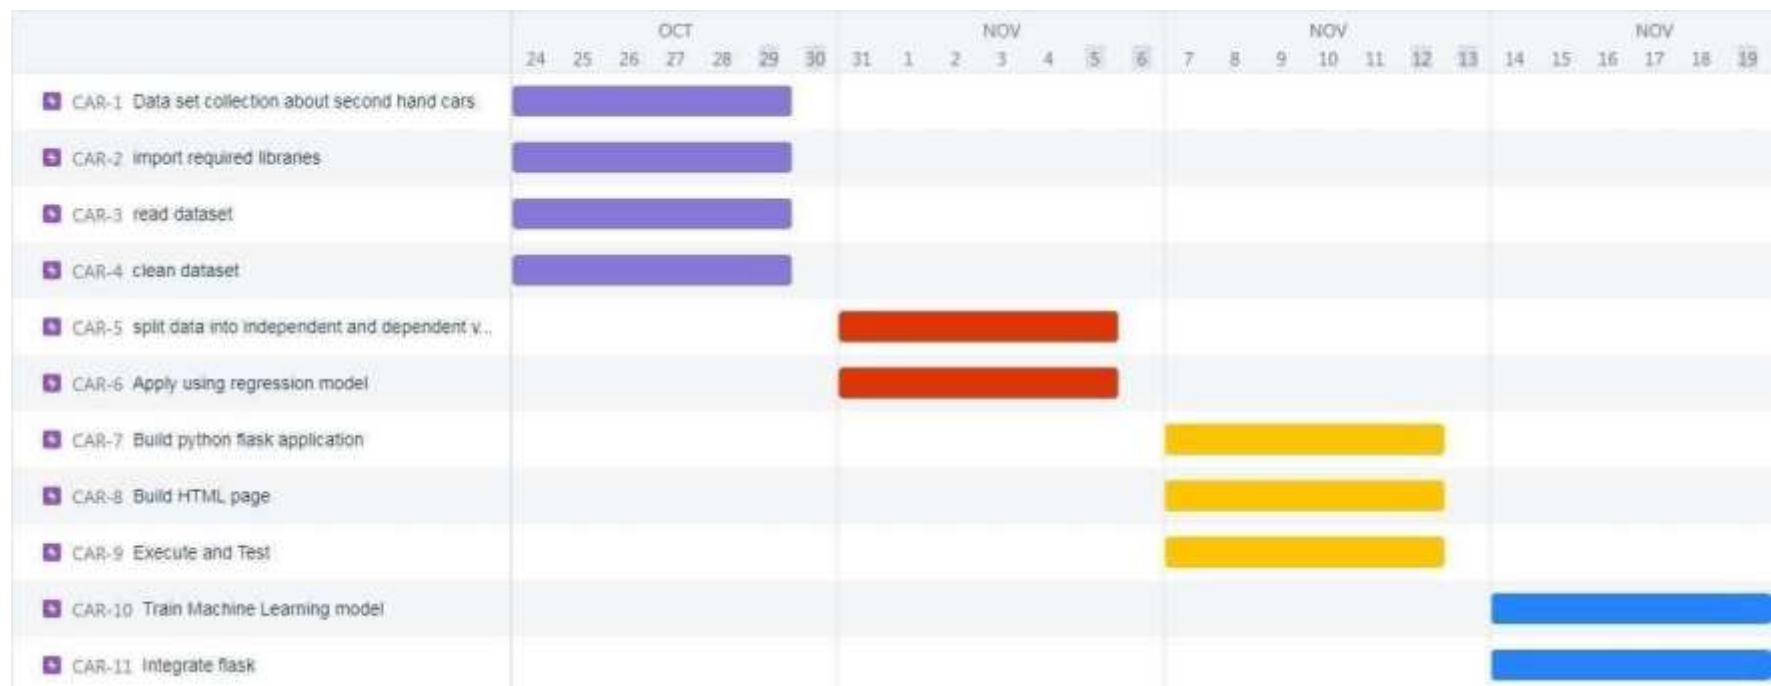 OCT NOV NOV NOV
24 25 26 27 28 29 30 31 1 2 3 4 5 6 7 8 9 10 11 12 13 14 15 16 17 18 19
CAR-1 Data set collection about second hand cars
CAR-2 import required libraries
CAR-3 read dataset
CAR-4 clean dataset
CAR-5 split data into independent and dependent v...
CAR-6 Apply using regression model
CAR-7 Build python flask application
CAR-8 Build HTML page
CAR-9 Execute and Test
CAR-10 Train Machine Learning model
CAR-11 Integrate flask